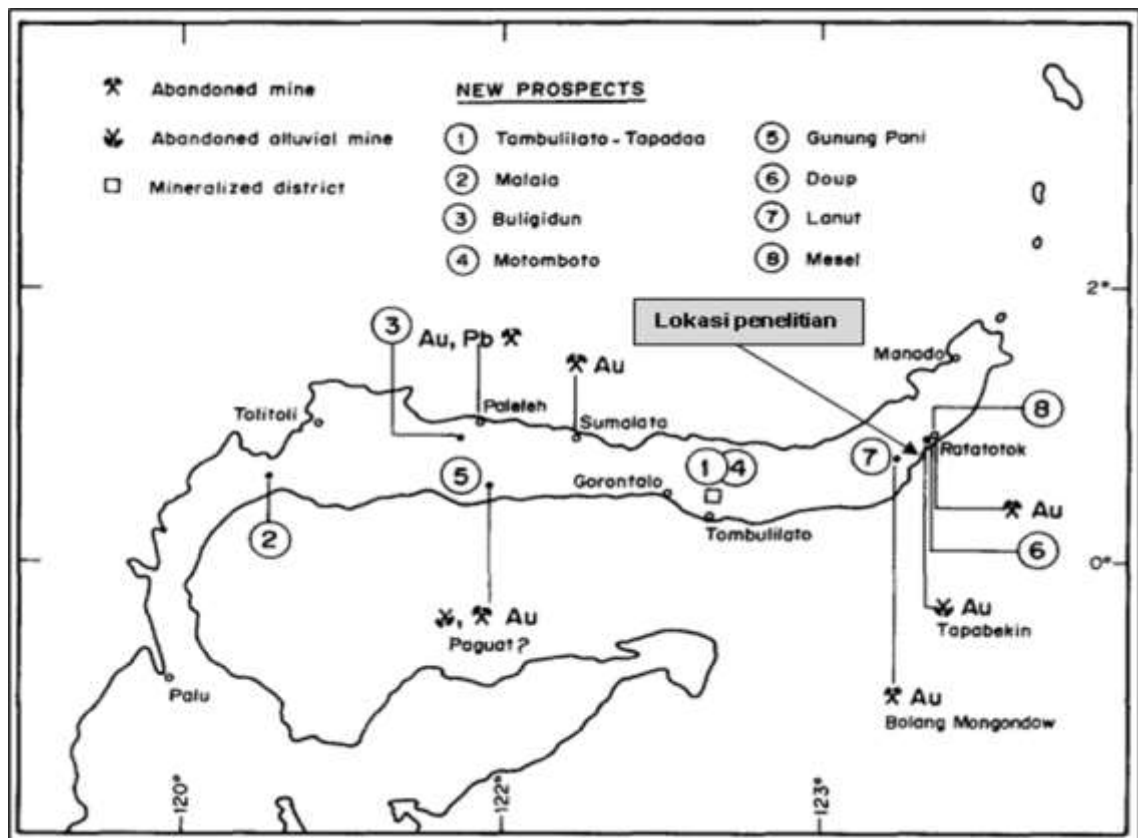 Abandoned mine
Abandoned alluvial mine
Mineralized district
NEW PROSPECTS
1 Tambulilato - Tapadaa
2 Malala
3 Buligidun
4 Motomboto
5 Gunung Pani
6 Doup
7 Lanut
8 Mesel
2°
Lokasi penelitian
3
Au, Pb
Au
Manado
Tolitoli
Paleleh
Sumalata
8
Ratatotok
5
1 4
7
Gorontalo
Au
2
Tombulilato
6
0°
, Au
Paguat?
Au
Tapabekin
Palu
Au
Bolang Mongondow
120°
122°
123°